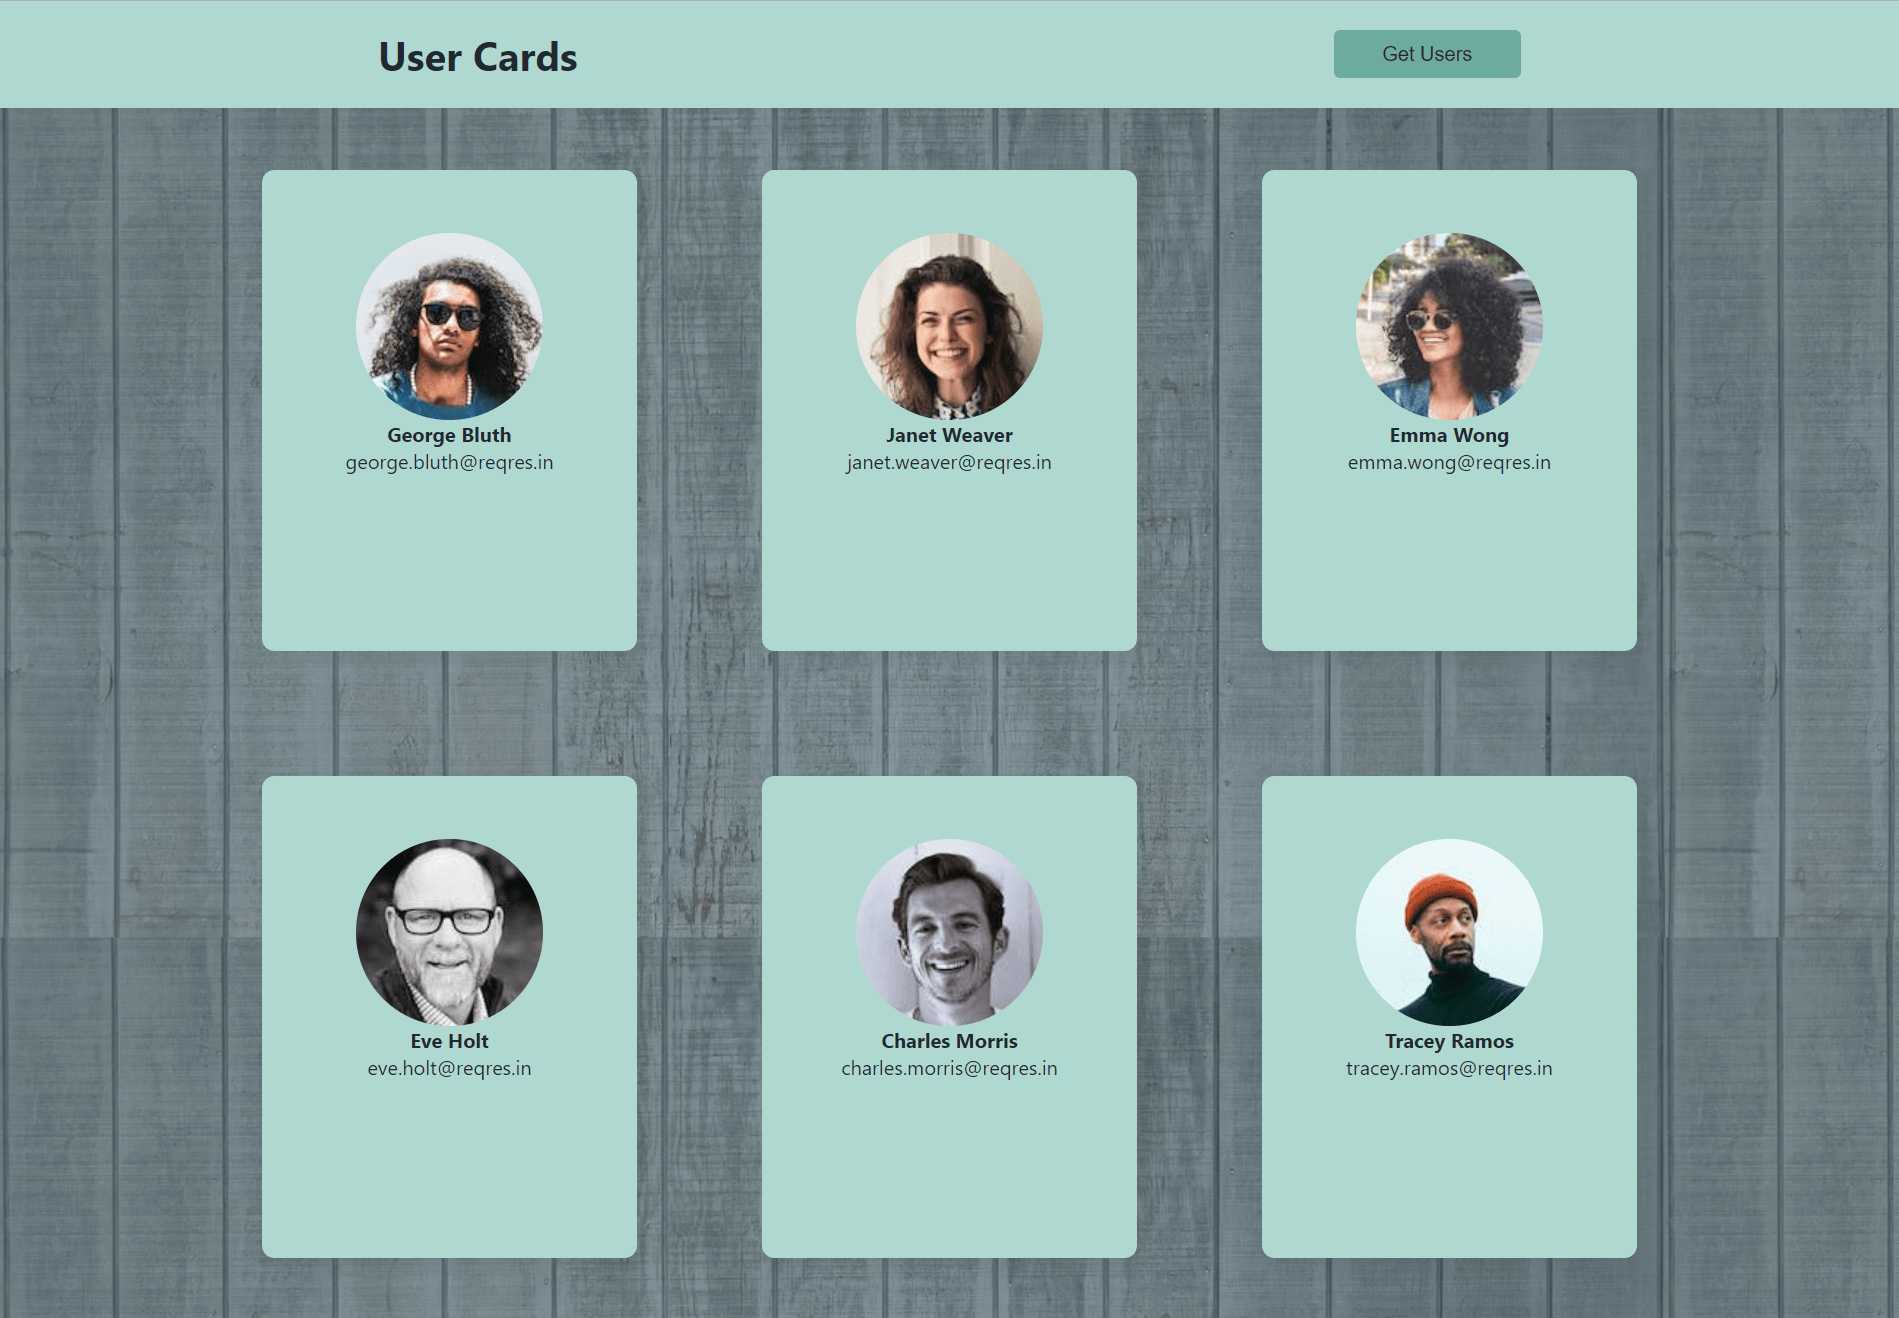 User Cards
Get Users
George Bluth
george.bluth@reqres.in
Janet Weaver
janet.weaver@reqres.in
Emma Wong
emma.wong@reqres.in
Eve Holt
eve.holt@reqres.in
Charles Morris
charles.morris@reqres.in
Tracey Ramos
tracey.ramos@reqres.in